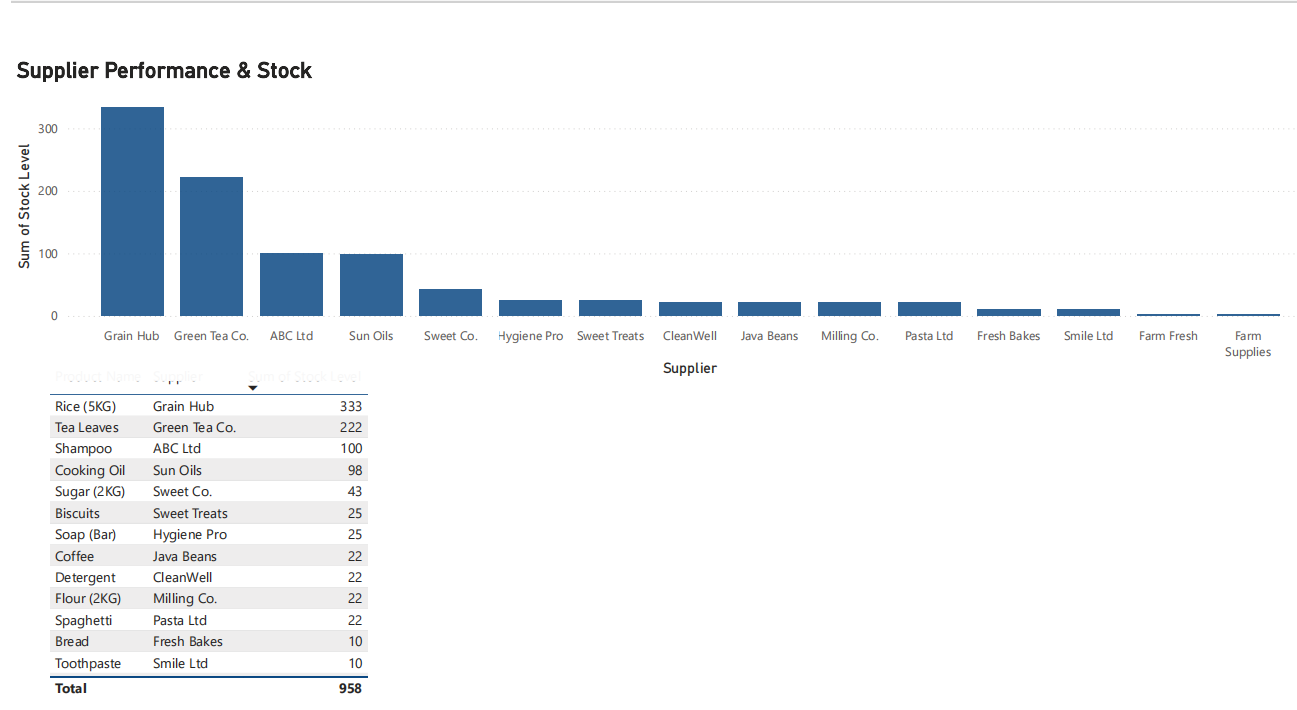 Supplier Performance & Stock
300
200
100
0
Sum of Stock Level
Grain Hub Green Tea Co. ABC Ltd Sun Oils Sweet Co. Hygiene Pro Sweet Treats CleanWell Java Beans Milling Co. Pasta Ltd Fresh Bakes Smile Ltd Farm Fresh Farm
Supplies
Supplier
Product Name Supplier Sum of Stock Level
Rice (5KG) Grain Hub 333
Tea Leaves Green Tea Co. 222
Shampoo ABC Ltd 100
Cooking Oil Sun Oils 98
Sugar (2KG) Sweet Co. 43
Biscuits Sweet Treats 25
Soap (Bar) Hygiene Pro 25
Coffee Java Beans 22
Detergent CleanWell 22
Flour (2KG) Milling Co. 22
Spaghetti Pasta Ltd 22
Bread Fresh Bakes 10
Toothpaste Smile Ltd 10
Total 958